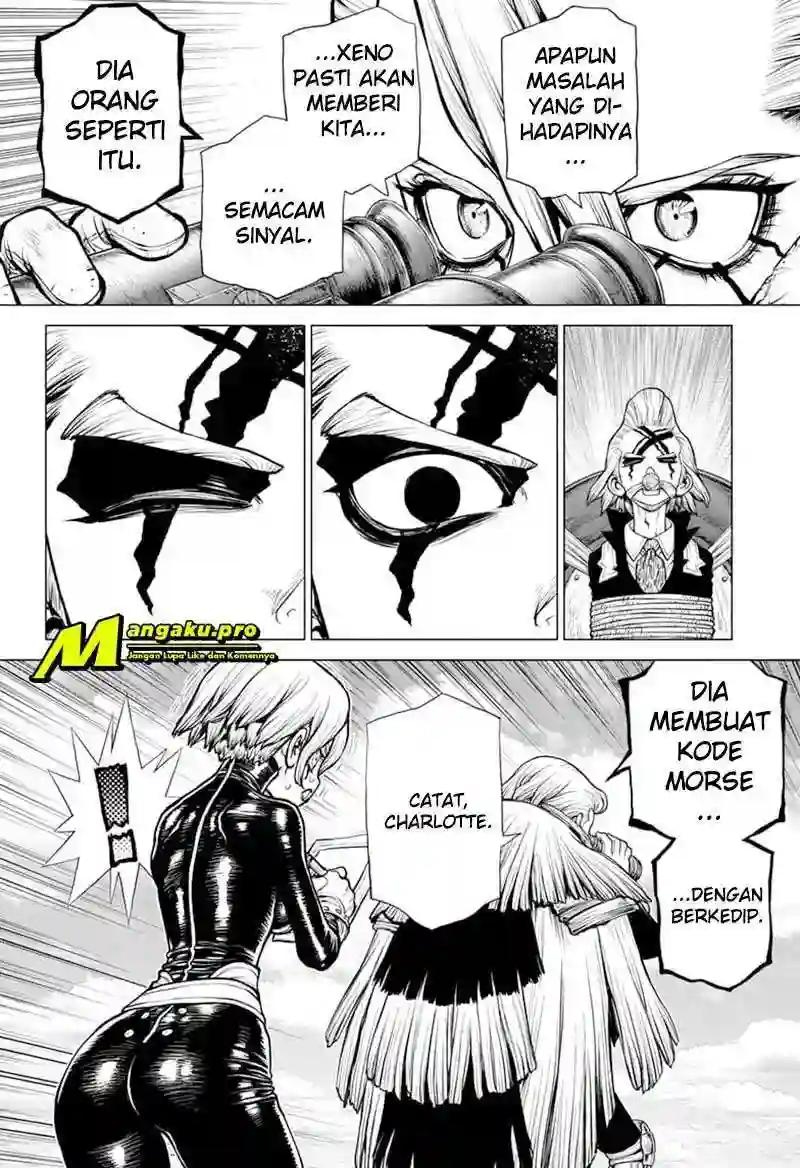 APAPUN
MASALAH
YANG DI-
HADAPINYA
...
...XENO
PASTI AKAN
MEMBERI
KITA...
...
SEMACAM
SINYAL.
DIA
ORANG
SEPERTI
ITU.
Mangaku.pro
Jangan Lupa Like dan Komennya
DIA
MEMBUAT
KODE
MORSE
...
...DENGAN
BERKEDIP.
CATAT,
CHARLOTTE.
!